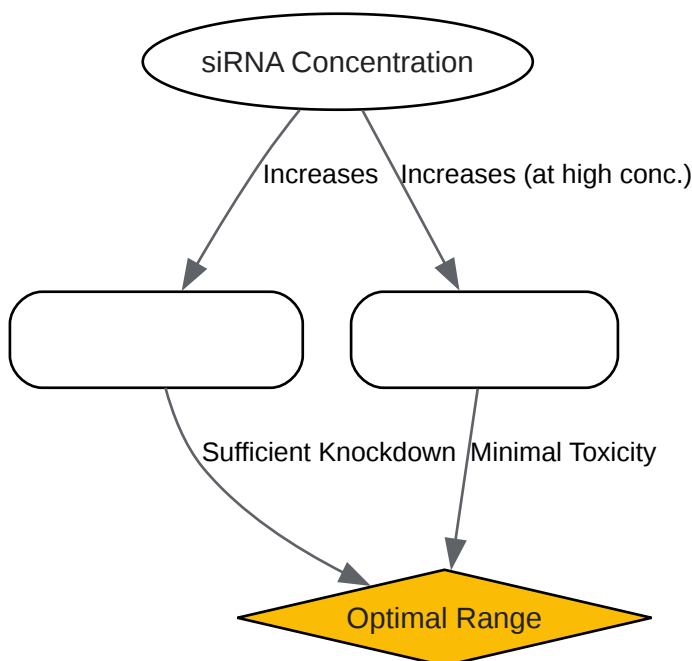 siRNA Concentration
Increases
Increases (at high conc.)
Sufficient Knockdown
Minimal Toxicity
Optimal Range